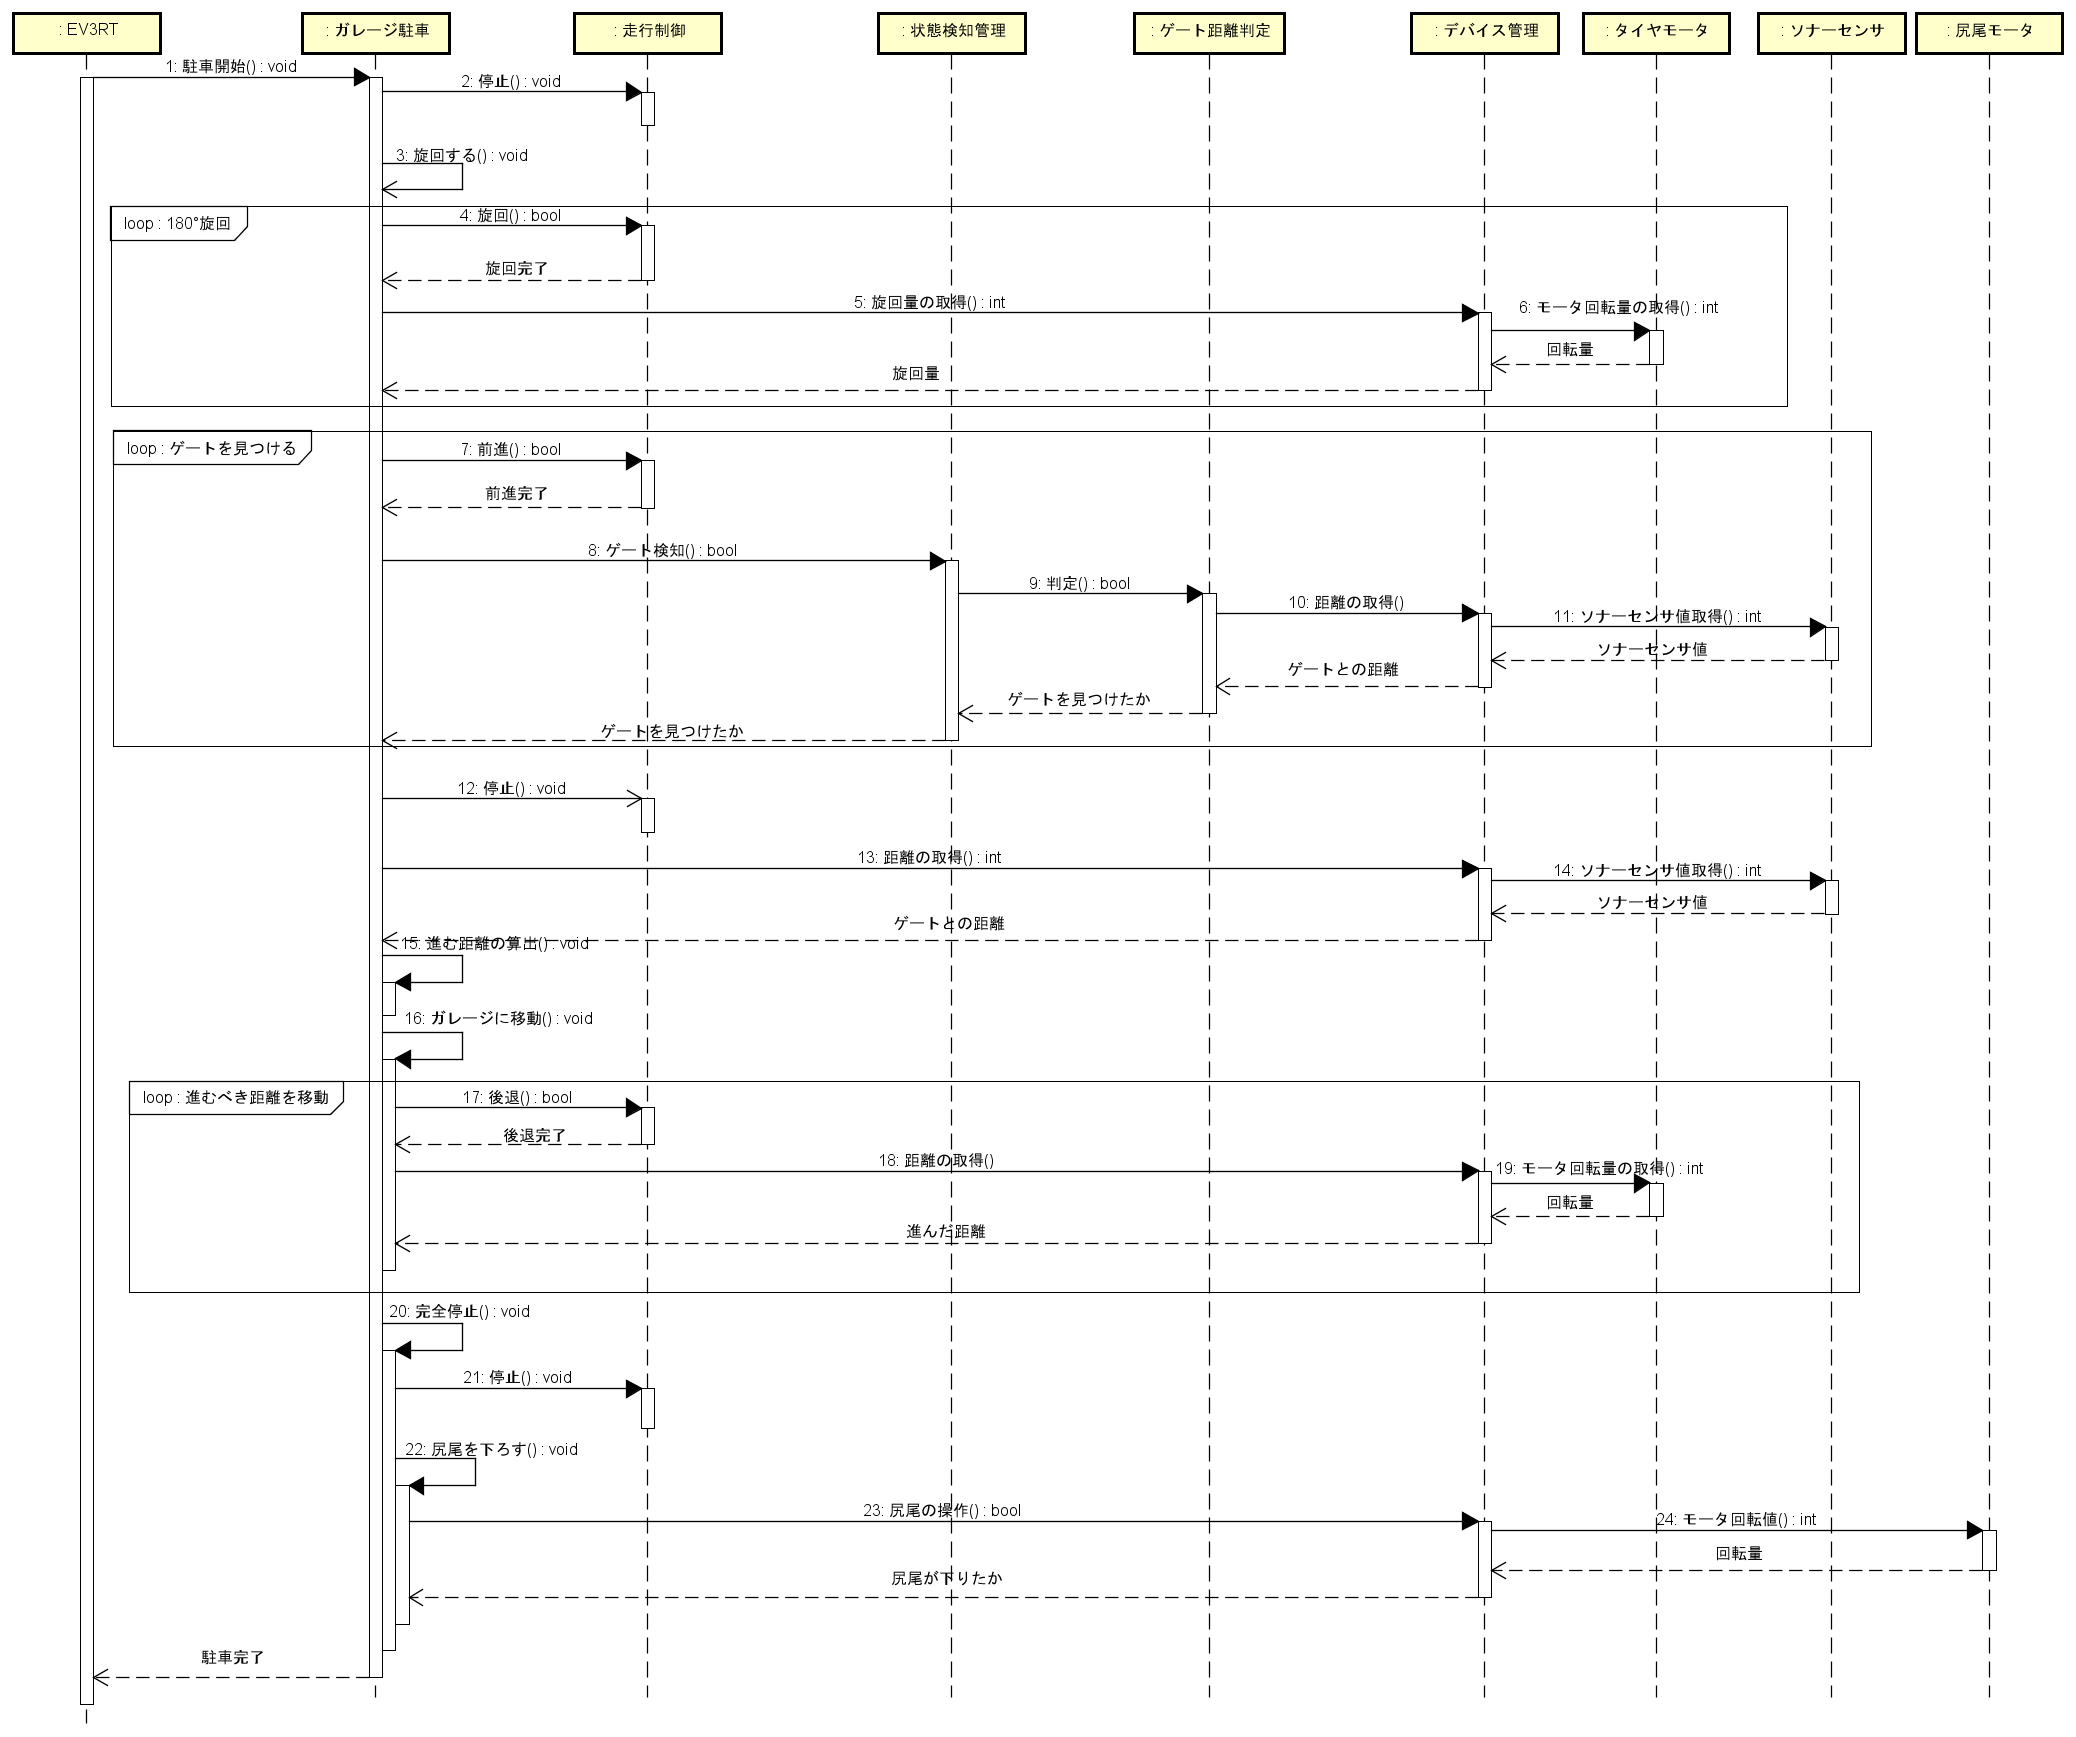 : EV3RT
: ガレージ駐車
: 走行制御
: 状態検知管理
: ゲート距離判定
: デバイス管理
: タイヤモータ
: ソナーセンサ
: 尻尾モータ
1: 駐車開始() : void
2: 停止() : void
3: 旋回する() : void
loop : 180°旋回
4: 旋回() : bool
旋回完了
5: 旋回量の取得() : int
6: モータ回転量の取得() : int
回転量
旋回量
loop : ゲートを見つける
7: 前進() : bool
前進完了
8: ゲート検知() : bool
9: 判定() : bool
10: 距離の取得()
11: ソナーセンサ値取得() : int
ソナーセンサ値
ゲートとの距離
ゲートを見つけたか
ゲートを見つけたか
12: 停止() : void
13: 距離の取得() : int
14: ソナーセンサ値取得() : int
ソナーセンサ値
ゲートとの距離
15: 進む距離の算出() : void
16: ガレージに移動() : void
loop : 進むべき距離を移動
17: 後退() : bool
後退完了
18: 距離の取得()
19: モータ回転量の取得() : int
回転量
進んだ距離
20: 完全停止() : void
21: 停止() : void
22: 尻尾を下ろす() : void
23: 尻尾の操作() : bool
24: モータ回転値() : int
回転量
尻尾が下りたか
駐車完了